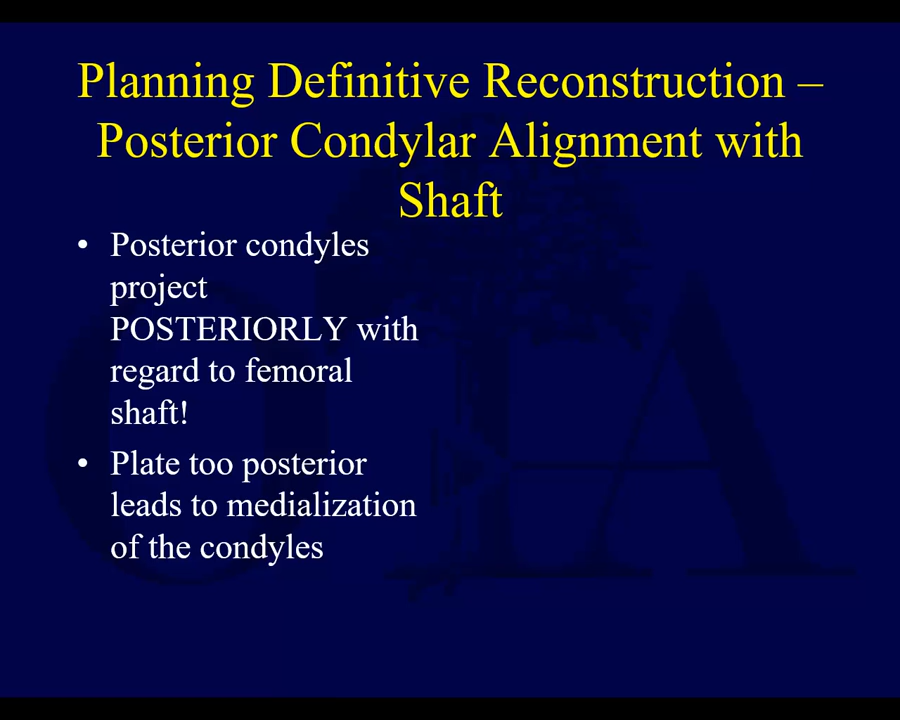 Planning Definitive Reconstruction –
Posterior Condylar Alignment with
Shaft
• Posterior condyles
project
POSTERIORLY with
regard to femoral
shaft!
• Plate too posterior
leads to medialization
of the condyles
OTA